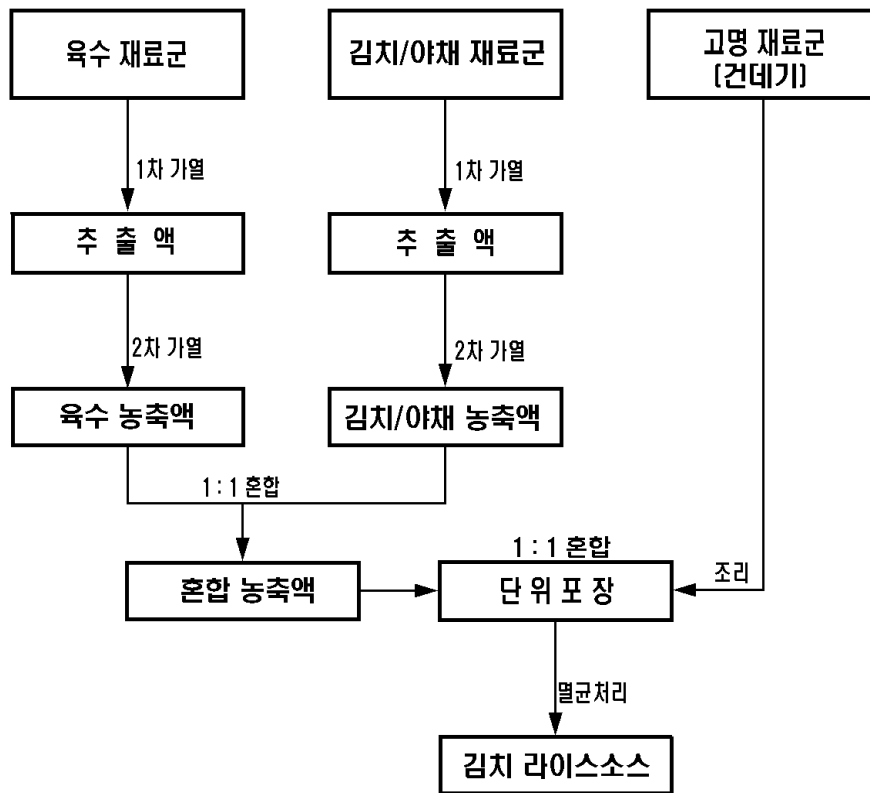 육수 재료군
김치/야채 재료군
고명 재료군
(건데기)
1차 가열
1차 가열
추 출 액
추 출 액
2차 가열
2차 가열
육수 농축액
김치/야채 농축액
1 : 1 혼합
1 : 1 혼합
혼합 농축액
단 위 포 장
조리
멸균처리
김치 라이스소스